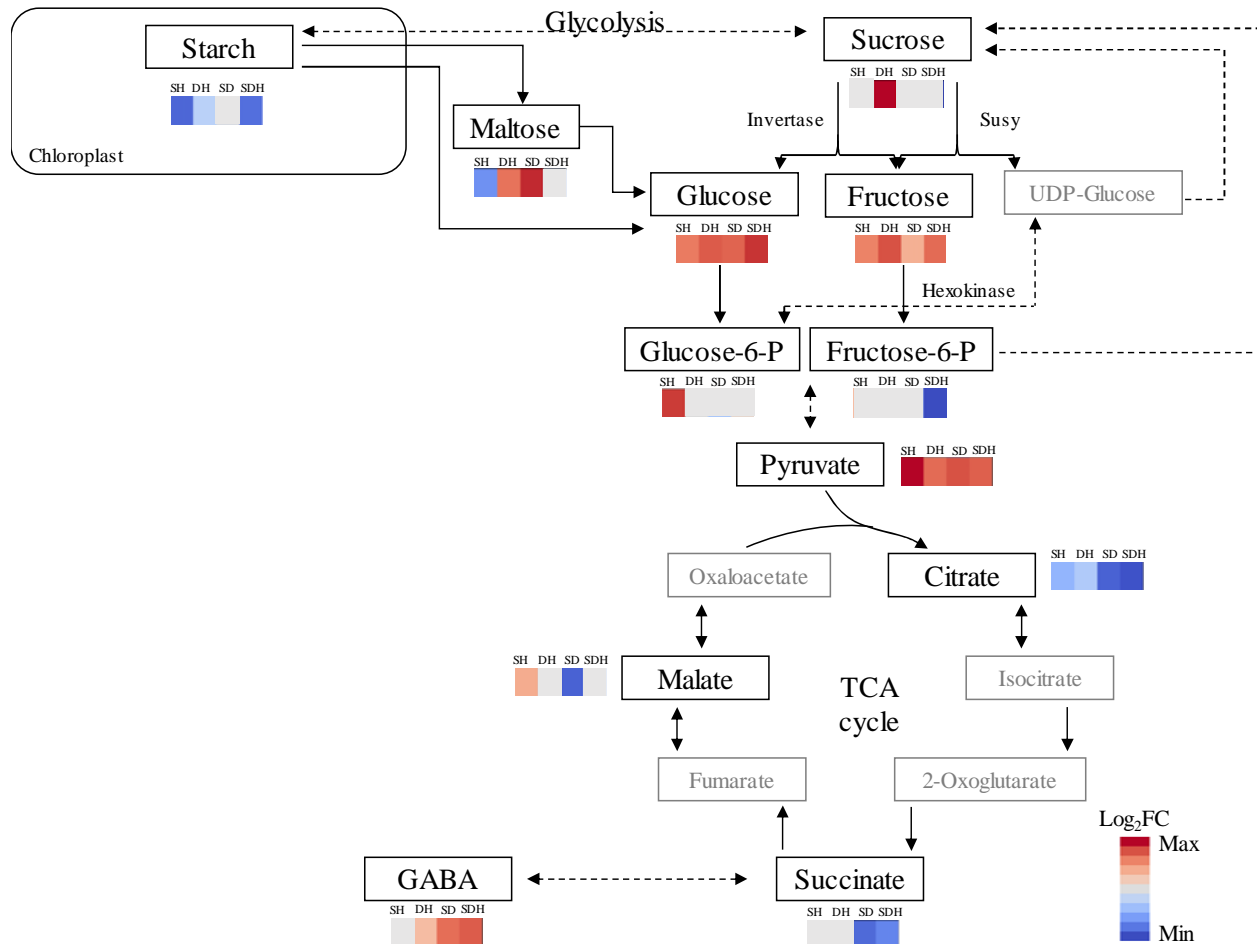 Glycolysis
Starch
Sucrose
SH DH SD SDH
SH DH SD SDH
Invertase
Susy
Maltose
Chloroplast
SH DH SD SDH
Glucose
Fructose
UDP-Glucose
SH DH SD SDH
SH DH SD SDH
Hexokinase
Glucose-6-P
Fructose-6-P
SH DH SD SDH
SH DH SD SDH
Pyruvate
SH DH SD SDH
Oxaloacetate
Citrate
SH DH SD SDH
SH DH SD SDH
Malate
TCA
cycle
Isocitrate
Fumarate
2-Oxoglutarate
Log₂FC
Max
Min
GABA
Succinate
SH DH SD SDH
SH DH SD SDH